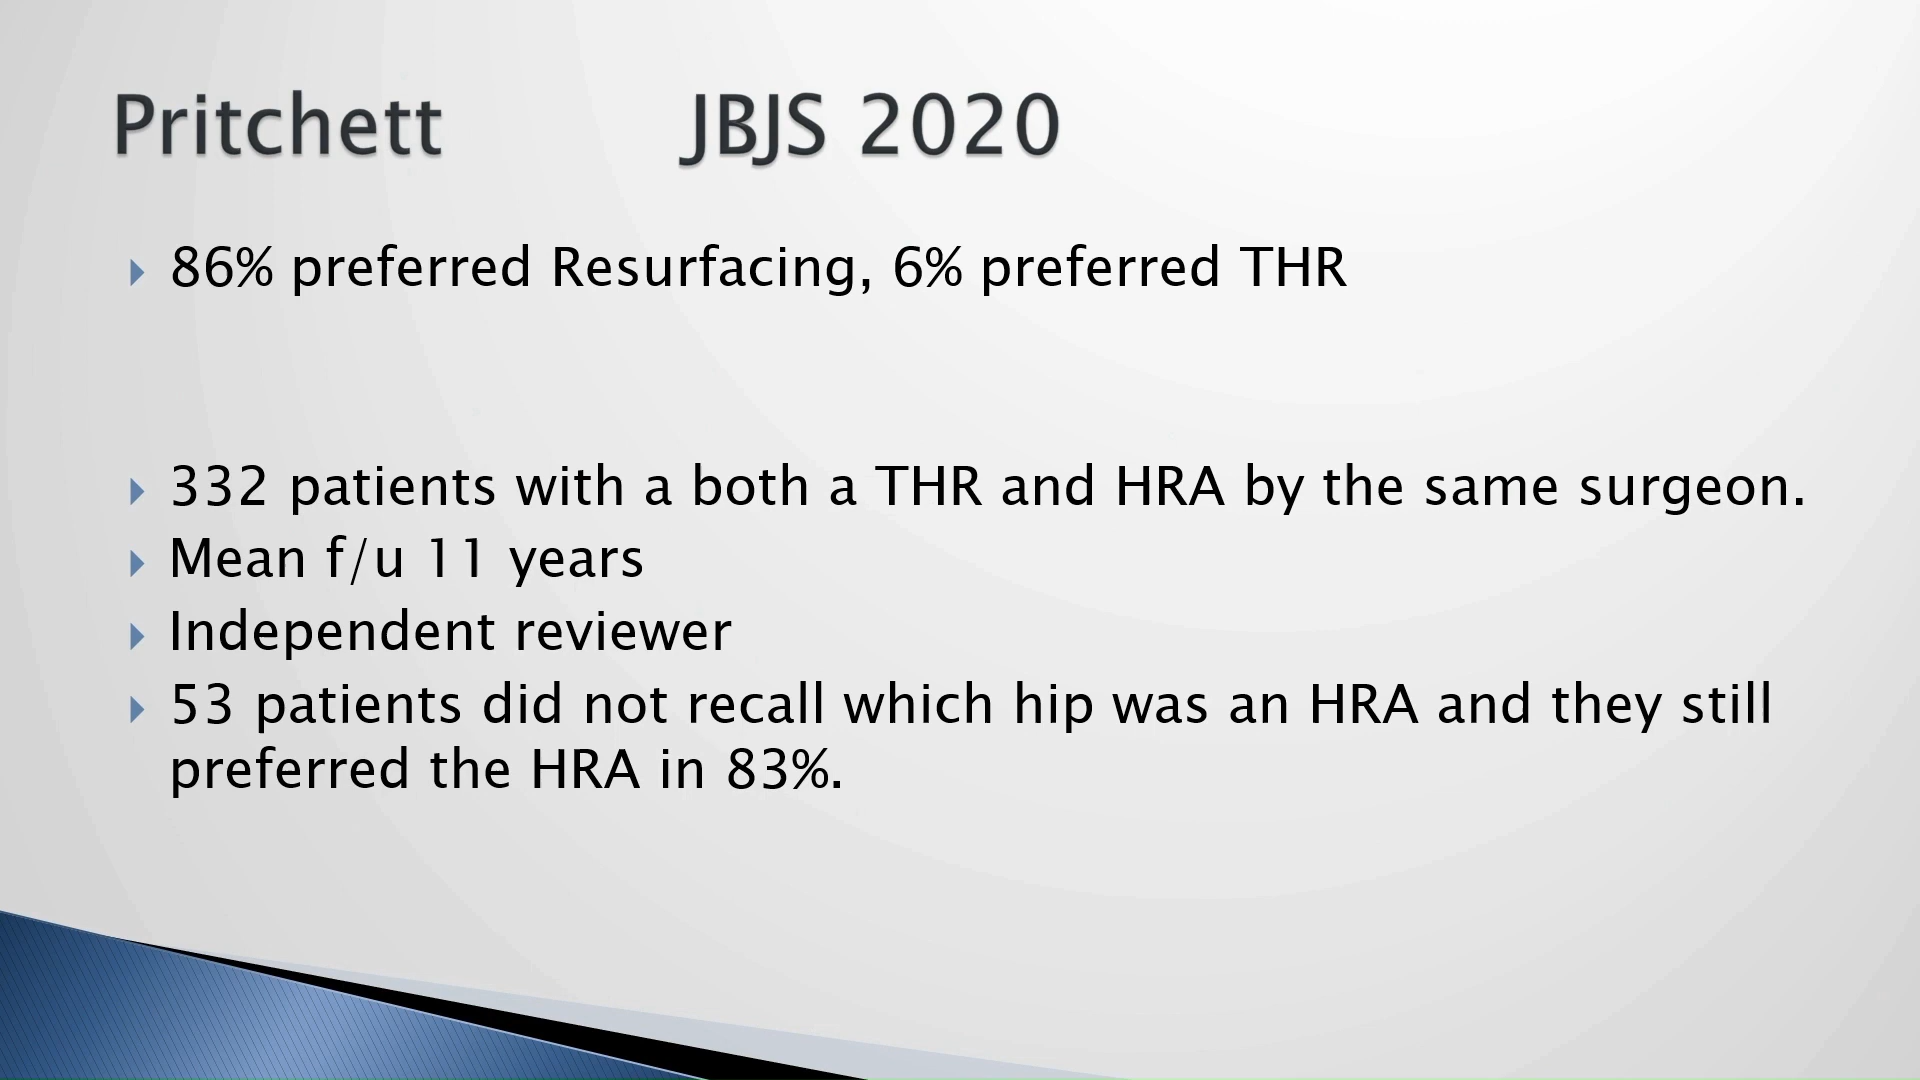 Pritchett JBJS 2020
86% preferred Resurfacing, 6% preferred THR
332 patients with a both a THR and HRA by the same surgeon.
Mean f/u 11 years
Independent reviewer
53 patients did not recall which hip was an HRA and they still
preferred the HRA in 83%.